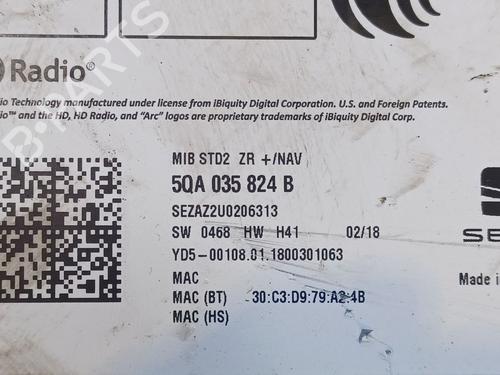 Radio®
io Technology manufactured under license from iBiquity Digital Corporation. U.S. and Foreign Patents.
io™ and the HD, HD Radio, and "Arc" logos are proprietary trademarks of iBiquity Digital Corp.
MIB STD2 ZR +/NAV
5QA 035 824 B
SEZAZ2U0206313
SW 0468 HW H41 02/18
YD5-00108.01.1800301063
SE
Made in
MAC
MAC (BT) 30:C3:D9:79:A2:4B
MAC (HS)
B-PARTS